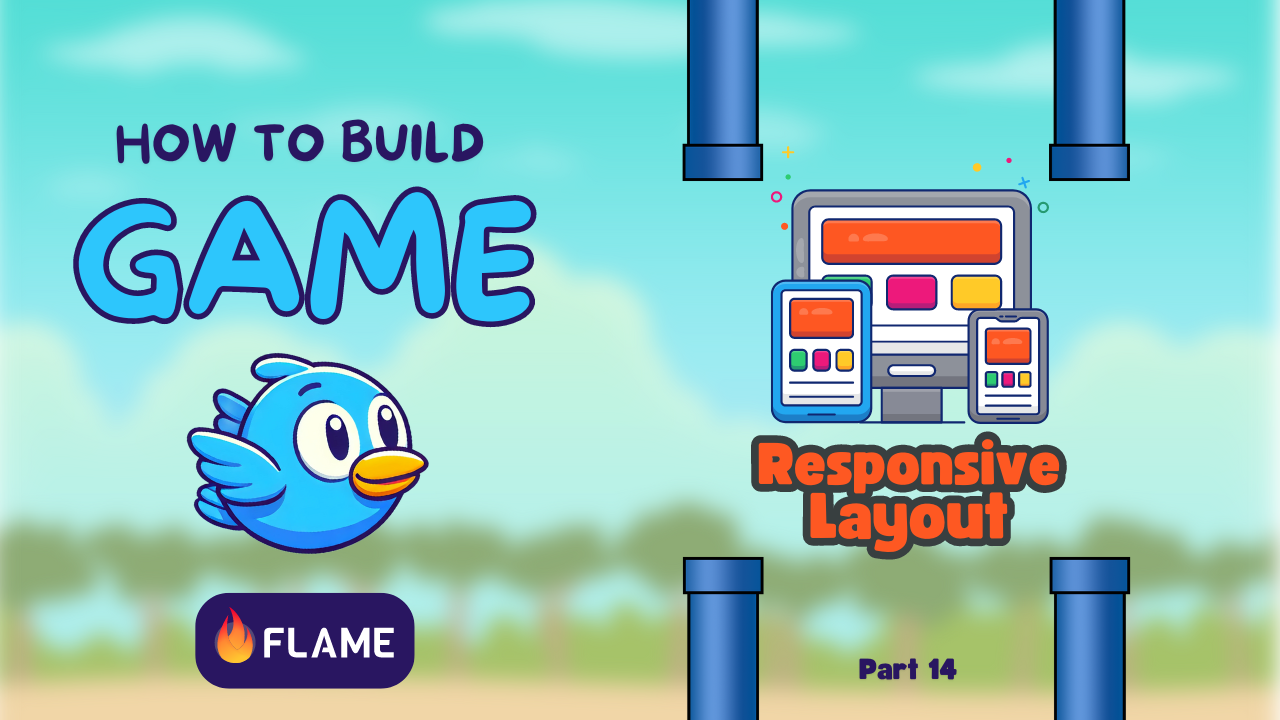 HOW TO BUILD
GAME
FLAME
Responsive
Layout
Part 14